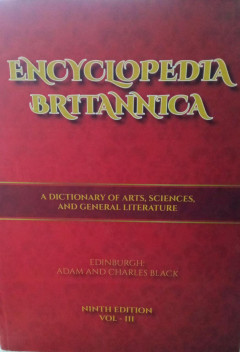 ENCYCLOPEDIA
BRITANNICA
A DICTIONARY OF ARTS, SCIENCES,
AND GENERAL LITERATURE
EDINBURGH:
ADAM AND CHARLES BLACK
NINTH EDITION
VOL - III